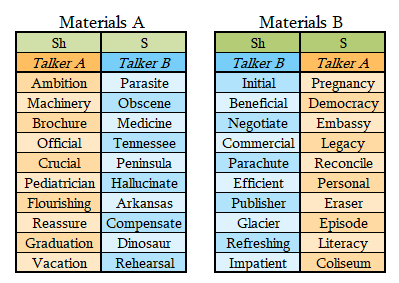 Materials A Materials B
Sh S Sh S
Talker A Talker B Talker B Talker A
Ambition Parasite Initial Pregnancy
Machinery Obscene Beneficial Democracy
Brochure Medicine Negotiate Embassy
Official Tennessee Commercial Legacy
Crucial Peninsula Parachute Reconcile
Pediatrician Hallucinate Efficient Personal
Flourishing Arkansas Publisher Eraser
Reassure Compensate Glacier Episode
Graduation Dinosaur Refreshing Literacy
Vacation Rehearsal Impatient Coliseum